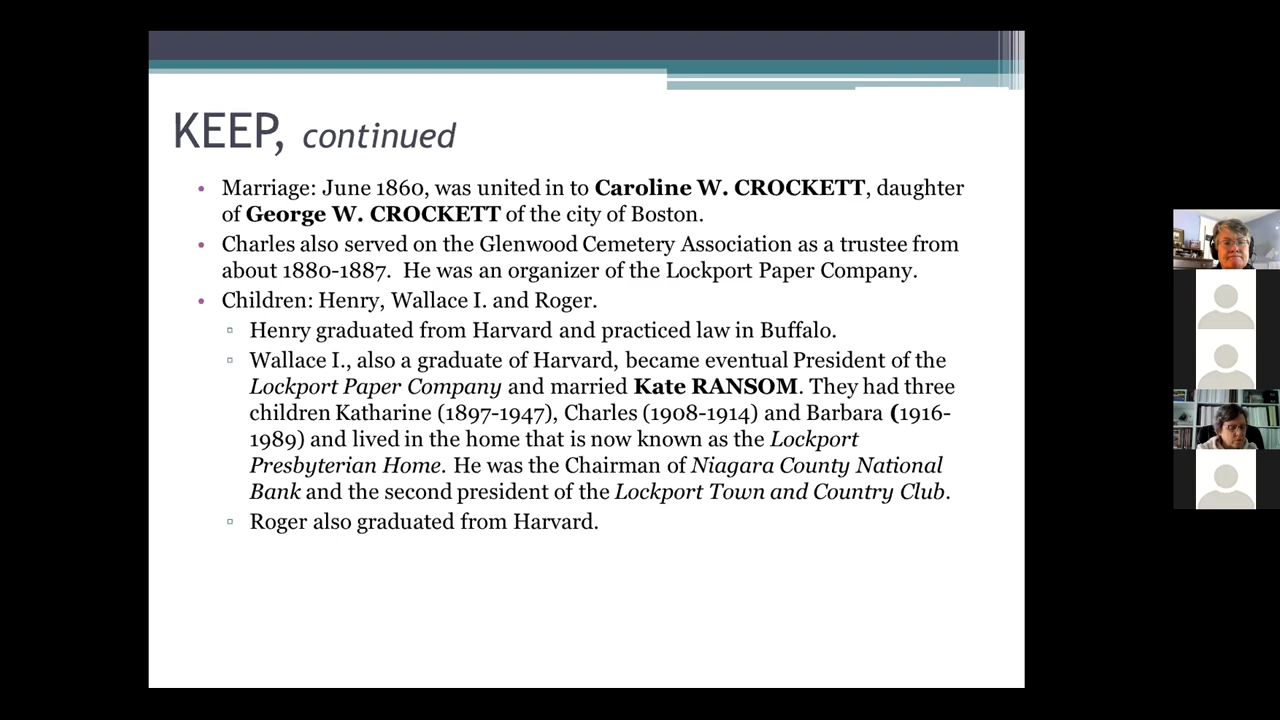 KEEP, continued
• Marriage: June 1860, was united in to Caroline W. CROCKETT, daughter
of George W. CROCKETT of the city of Boston.
• Charles also served on the Glenwood Cemetery Association as a trustee from
about 1880-1887. He was an organizer of the Lockport Paper Company.
• Children: Henry, Wallace I. and Roger.
▫ Henry graduated from Harvard and practiced law in Buffalo.
▫ Wallace I., also a graduate of Harvard, became eventual President of the
Lockport Paper Company and married Kate RANSOM. They had three
children Katharine (1897-1947), Charles (1908-1914) and Barbara (1916-
1989) and lived in the home that is now known as the Lockport
Presbyterian Home. He was the Chairman of Niagara County National
Bank and the second president of the Lockport Town and Country Club.
▫ Roger also graduated from Harvard.